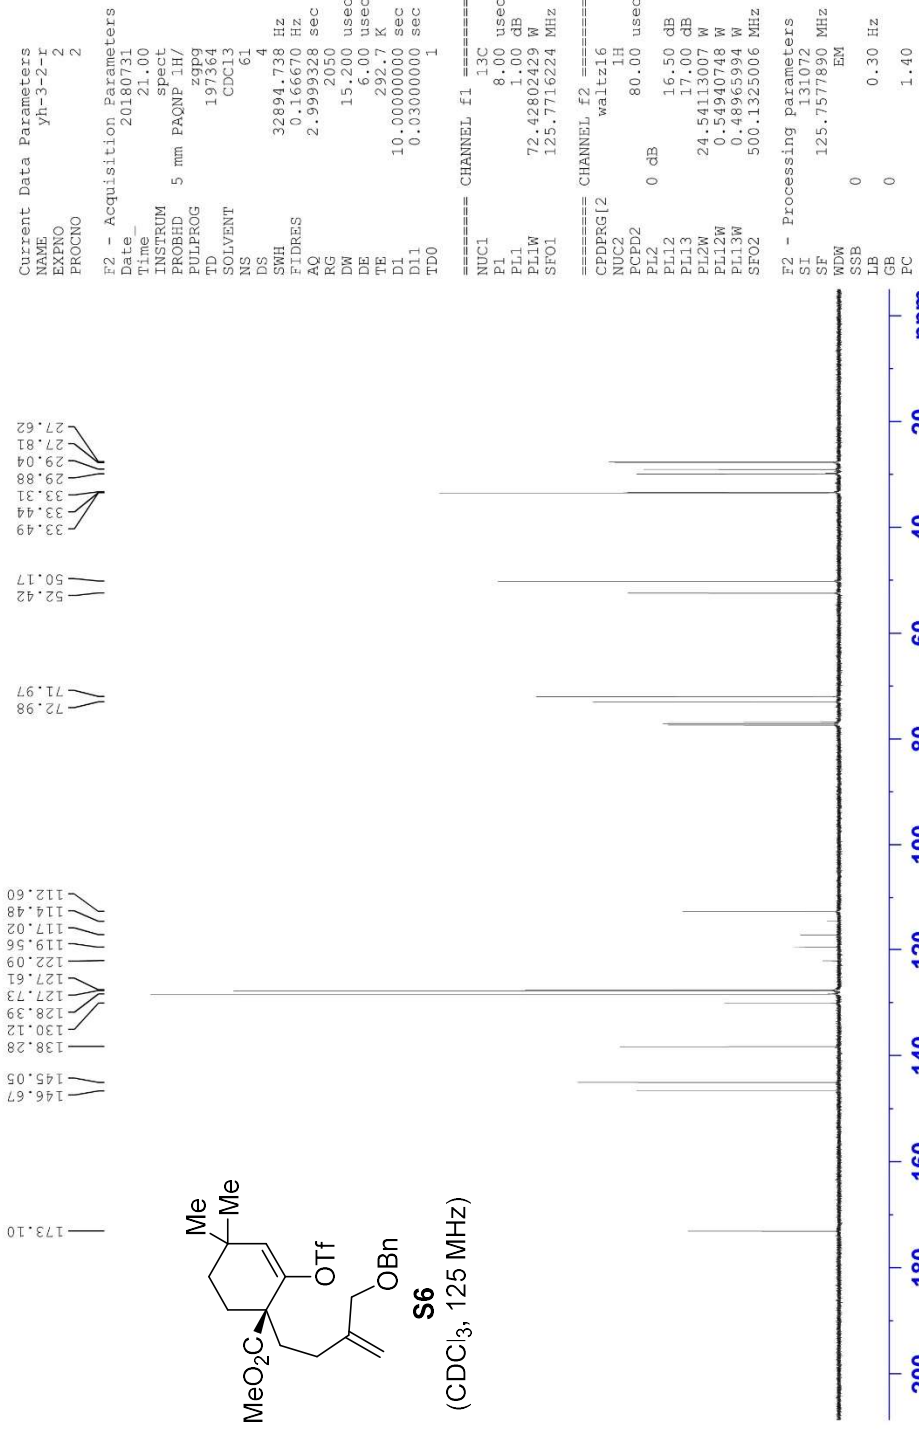 Current Data Parameters
NAME yh-3-2-r
EXPNO 2
PROCNO 2
F2 - Acquisition Parameters
Date_ 20180731
Time 21.00
INSTRUM spect
PROBHD 5 mm PAQNP 1H/
PULPROG zgpg
TD 197364
SOLVENT CDCl3
NS 61
DS 4
SWH 32894.738 Hz
FIDRES 0.166670 Hz
AQ 2.9999328 sec
RG 2050
DW 15.200 usec
DE 6.00 usec
TE 292.7 K
D1 10.00000000 sec
D11 0.03000000 sec
TD0 1
======== CHANNEL f1 ========
NUC1 13C
P1 8.00 usec
PL1 1.00 dB
PL1W 72.42802429 W
SFO1 125.7716224 MHz
======== CHANNEL f2 ========
CPDPRG[2 waltz16
NUC2 1H
PCPD2 80.00 usec
PL2 0 dB
PL12 16.50 dB
PL13 17.00 dB
PL2W 24.54113007 W
PL12W 0.54940748 W
PL13W 0.48965994 W
SFO2 500.1325006 MHz
F2 - Processing parameters
SI 131072
SF 125.7577890 MHz
WDW EM
SSB 0
LB 0.30 Hz
GB 0
PC 1.40
173.10
146.67
145.05
138.28
130.12
128.39
127.73
127.61
122.09
119.56
117.02
114.48
112.60
72.98
71.97
52.42
50.17
33.49
33.44
33.31
29.88
29.04
27.81
27.62
Me
Me
OTf
MeO2C
OBn
S6
(CDCl3, 125 MHz)
200 180 160 140 120 100 80 60 40 20 ppm